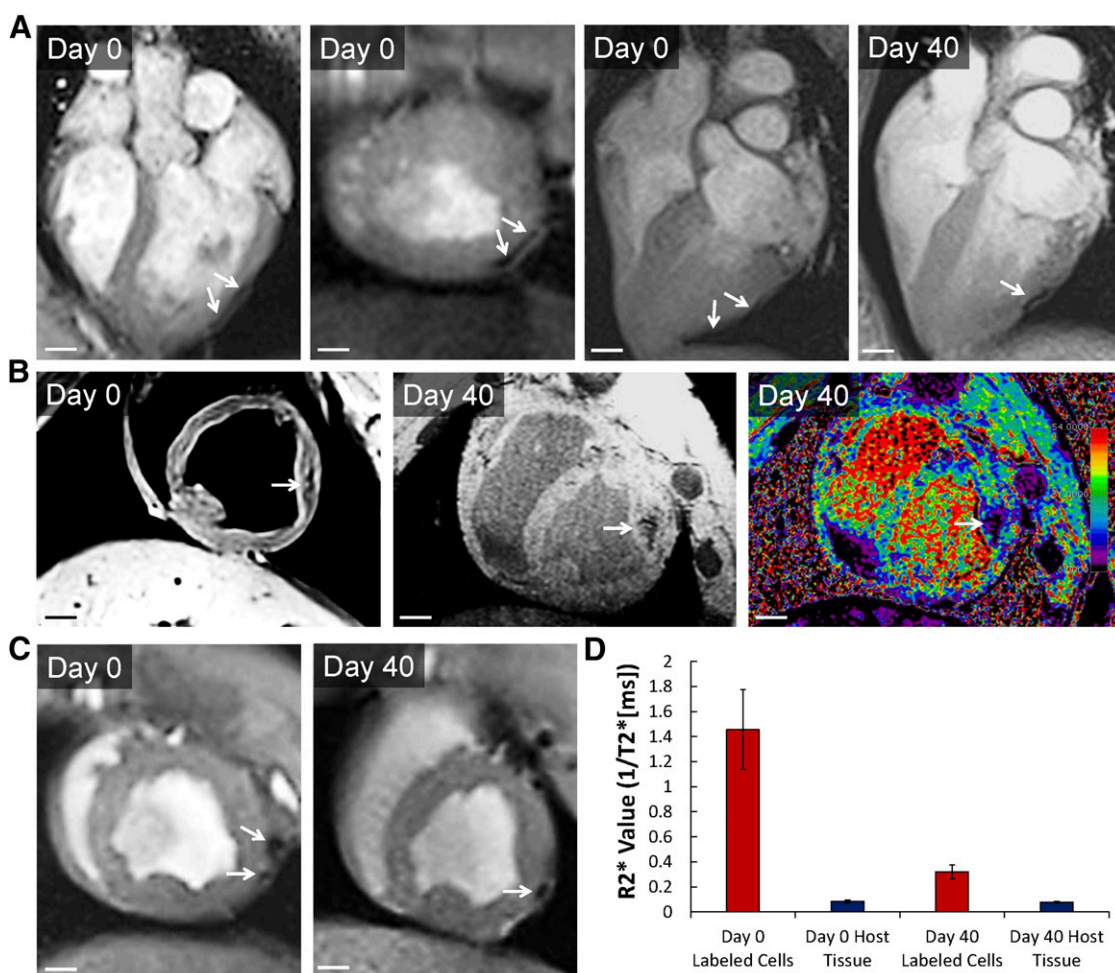 A
Day 0
Day 0
Day 0
Day 40
B
Day 0
Day 40
Day 40
54.0000
C
Day 0
Day 40
D
R2* Value (1/T2*[ms])
2
1.8
1.6
1.4
1.2
1
0.8
0.6
0.4
0.2
0
Day 0
Labeled Cells
Day 0 Host
Tissue
Day 40
Labeled Cells
Day 40 Host
Tissue